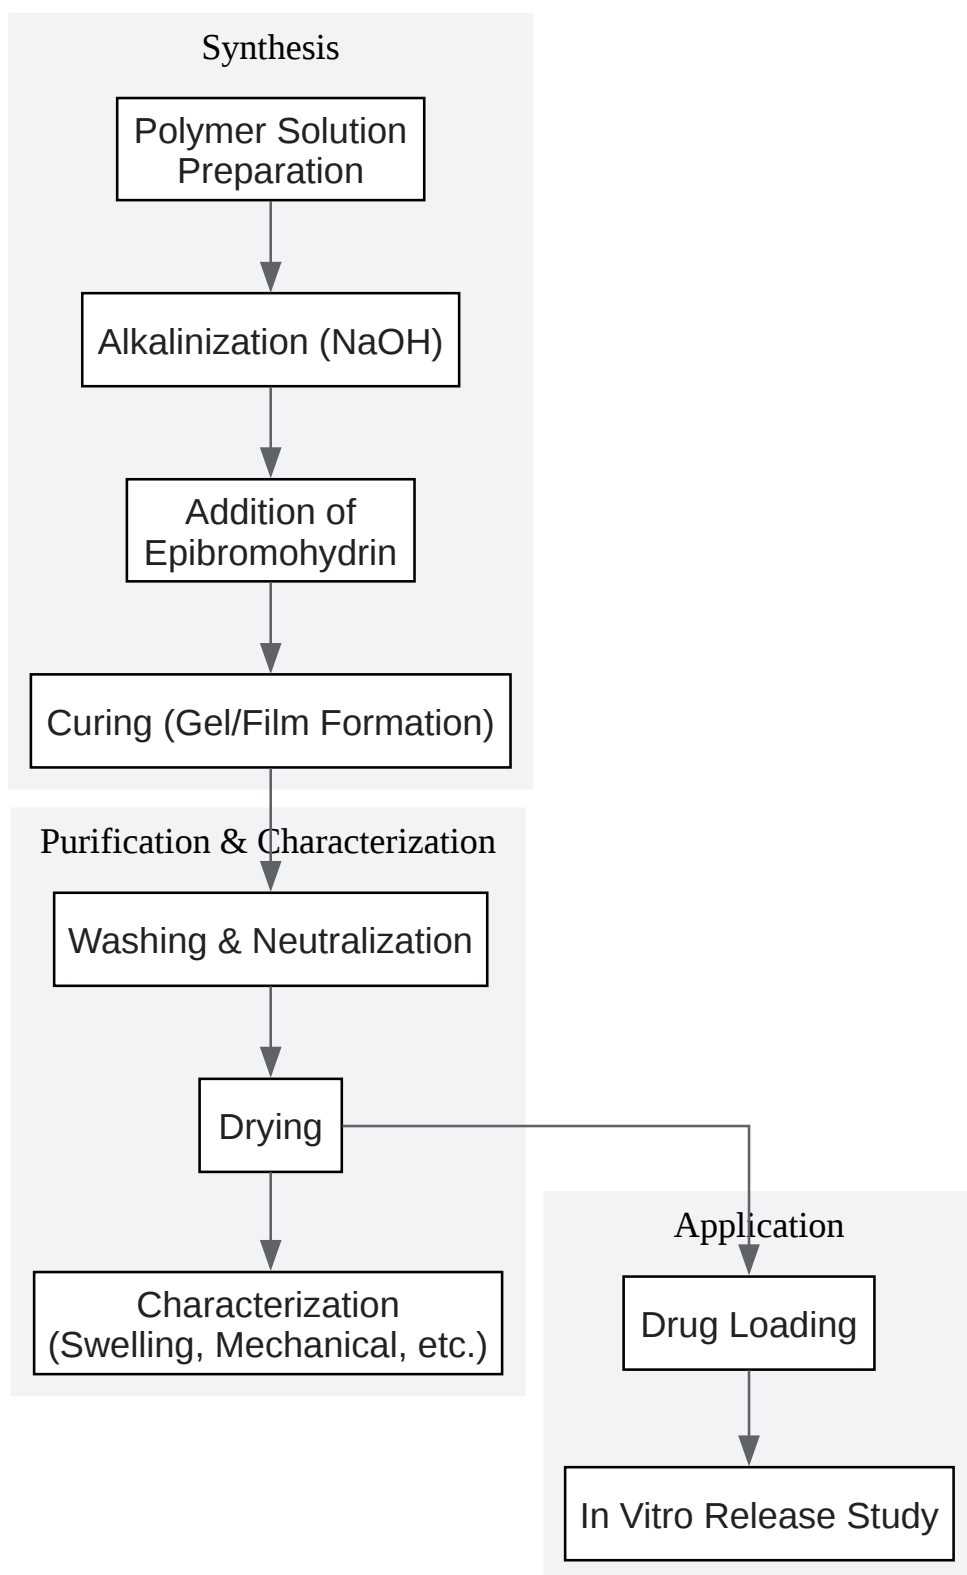 Synthesis
Polymer Solution
Preparation
Alkalinization (NaOH)
Addition of
Epibromohydrin
Curing (Gel/Film Formation)
Purification & Characterization
Washing & Neutralization
Drying
Characterization
(Swelling, Mechanical, etc.)
Application
Drug Loading
In Vitro Release Study